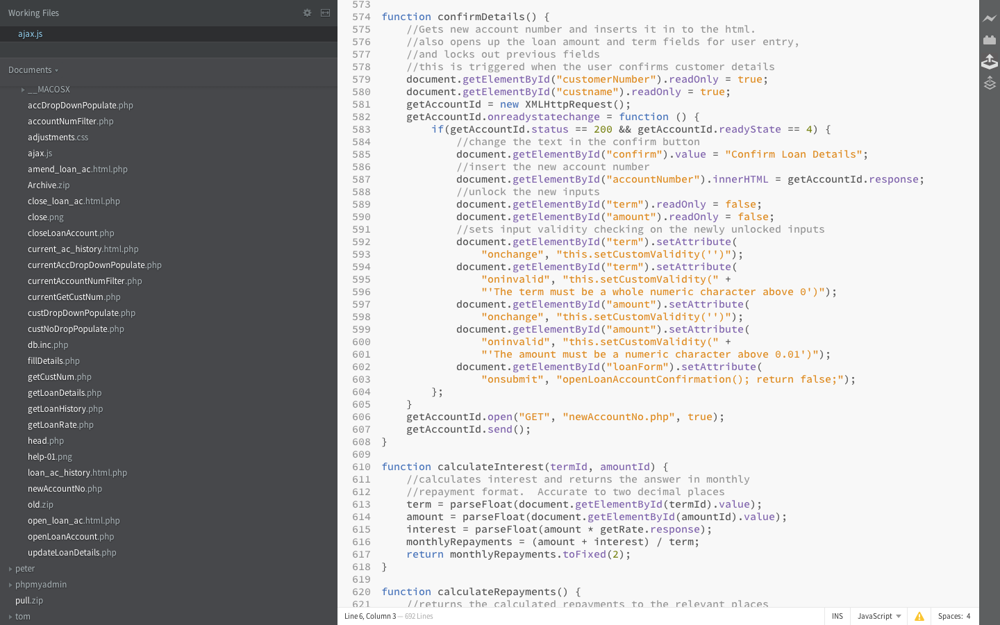 Working Files
ajax.js
Documents
__MACOSX
accDropDownPopulate.php
accountNumFilter.php
adjustments.css
ajax.js
amend_loan_ac.html.php
Archive.zip
close_loan_ac.html.php
close.png
closeLoanAccount.php
current_ac_history.html.php
currentAccDropDownPopulate.php
currentAccountNumFilter.php
currentGetCustNum.php
custDropDownPopulate.php
custNoDropPopulate.php
db.inc.php
fillDetails.php
getCustNum.php
getLoanDetails.php
getLoanHistory.php
getLoanRate.php
head.php
help-01.png
loan_ac_history.html.php
newAccountNo.php
old.zip
open_loan_ac.html.php
openLoanAccount.php
updateLoanDetails.php
peter
phpmyadmin
pull.zip
tom
573
574 function confirmDetails() {
575     //Gets new account number and inserts it in to the html.
576     //also opens up the loan amount and term fields for user entry,
577     //and locks out previous fields
578     //this is triggered when the user confirms customer details
579     document.getElementById("customerNumber").readOnly = true;
580     document.getElementById("custname").readOnly = true;
581     getAccountId = new XMLHttpRequest();
582     getAccountId.onreadystatechange = function () {
583         if(getAccountId.status == 200 && getAccountId.readyState == 4) {
584             //change the text in the confirm button
585             document.getElementById("confirm").value = "Confirm Loan Details";
586             //insert the new account number
587             document.getElementById("accountNumber").innerHTML = getAccountId.response;
588             //unlock the new inputs
589             document.getElementById("term").readOnly = false;
590             document.getElementById("amount").readOnly = false;
591             //sets input validity checking on the newly unlocked inputs
592             document.getElementById("term").setAttribute(
593                 "onchange", "this.setCustomValidity('')");
594             document.getElementById("term").setAttribute(
595                 "oninvalid", "this.setCustomValidity(" +
596                 "'The term must be a whole numeric character above 0')");
597             document.getElementById("amount").setAttribute(
598                 "onchange", "this.setCustomValidity('')");
599             document.getElementById("amount").setAttribute(
600                 "oninvalid", "this.setCustomValidity(" +
601                 "'The amount must be a numeric character above 0.01')");
602             document.getElementById("loanForm").setAttribute(
603                 "onsubmit", "openLoanAccountConfirmation(); return false;");
604         };
605     }
606     getAccountId.open("GET", "newAccountNo.php", true);
607     getAccountId.send();
608 }
609
610 function calculateInterest(termId, amountId) {
611     //calculates interest and returns the answer in monthly
612     //repayment format.  Accurate to two decimal places
613     term = parseFloat(document.getElementById(termId).value);
614     amount = parseFloat(document.getElementById(amountId).value);
615     interest = parseFloat(amount * getRate.response);
616     monthlyRepayments = (amount + interest) / term;
617     return monthlyRepayments.toFixed(2);
618 }
619
620 function calculateRepayments() {
621     //returns the calculated repayments to the relevant places
Line 6, Column 3 — 692 Lines
INS
JavaScript
Spaces: 4